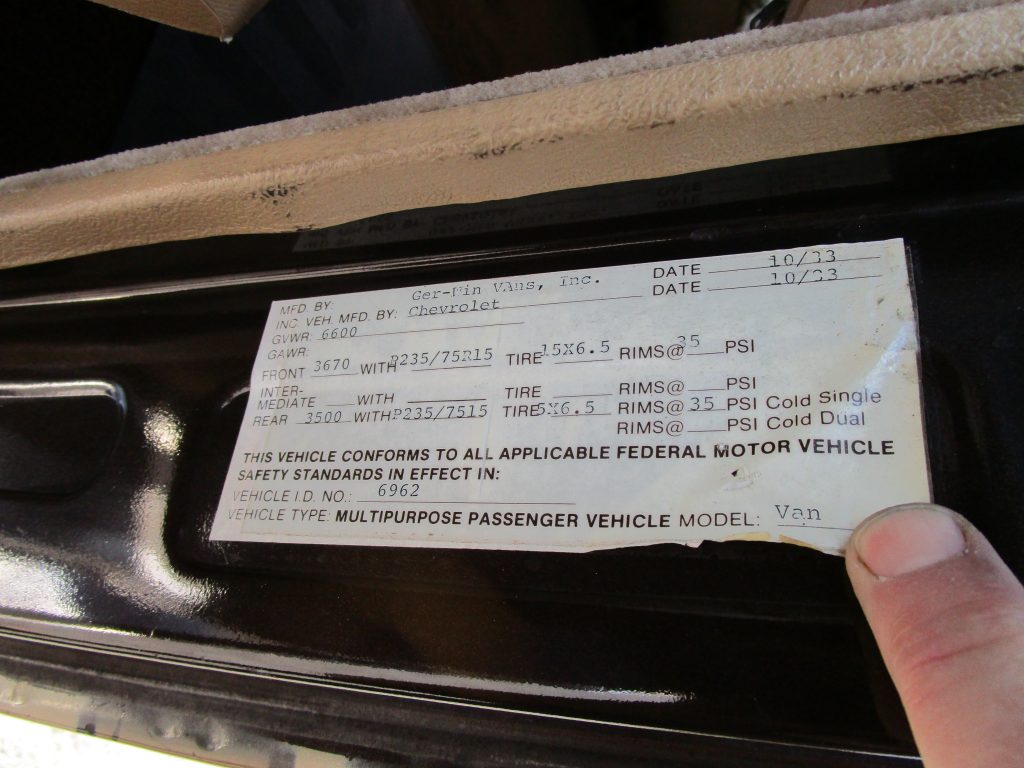 MFD BY: Ger-Win Vans, Inc. DATE 10/83
INC. VEH. MFD. BY: Chevrolet DATE 10/83
GVWR: 6600
GAWR:
FRONT 3670 WITH P235/75R15 TIRE 15X6.5 RIMS@ 35 PSI
INTER-
MEDIATE WITH TIRE RIMS@ PSI
REAR 3500 WITH P235/7515 TIRE 5X6.5 RIMS@ 35 PSI Cold Single
RIMS@ PSI Cold Dual
THIS VEHICLE CONFORMS TO ALL APPLICABLE FEDERAL MOTOR VEHICLE
SAFETY STANDARDS IN EFFECT IN:
VEHICLE I.D. NO.: 6962
VEHICLE TYPE: MULTIPURPOSE PASSENGER VEHICLE MODEL: Van